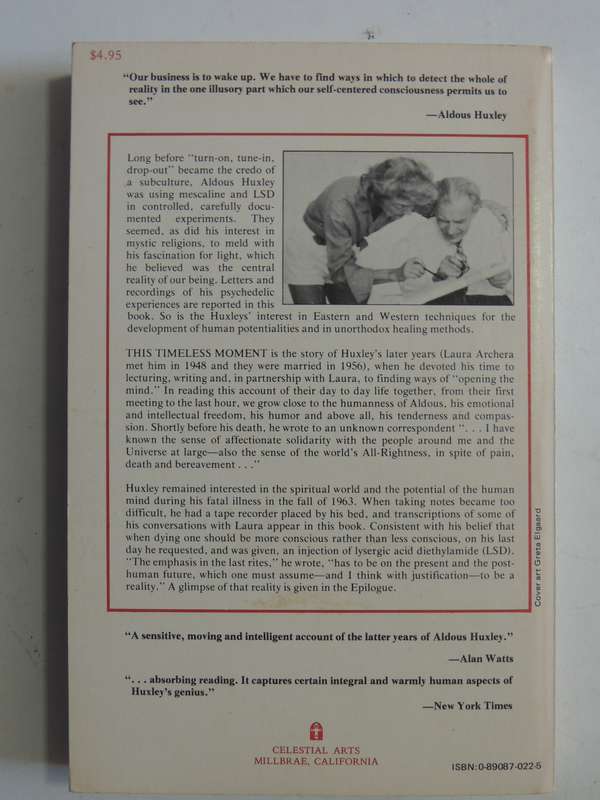 $4.95
"Our business is to wake up. We have to find ways in which to detect the whole of
reality in the one illusory part which our self-centered consciousness permits us to
see."
—Aldous Huxley
Long before "turn-on, tune-in,
drop-out" became the credo of
a subculture, Aldous Huxley
was using mescaline and LSD
in controlled, carefully docu-
mented experiments. They
seemed, as did his interest in
mystic religions, to meld with
his fascination for light, which
he believed was the central
reality of our being. Letters and
recordings of his psychedelic
experiences are reported in this
book. So is the Huxleys' interest in Eastern and Western techniques for the
development of human potentialities and in unorthodox healing methods.
THIS TIMELESS MOMENT is the story of Huxley's later years (Laura Archera
met him in 1948 and they were married in 1956), when he devoted his time to
lecturing, writing and, in partnership with Laura, to finding ways of "opening the
mind." In reading this account of their day to day life together, from their first
meeting to the last hour, we grow close to the humanness of Aldous, his emotional
and intellectual freedom, his humor and above all, his tenderness and compas-
sion. Shortly before his death, he wrote to an unknown correspondent ". . . I have
known the sense of affectionate solidarity with the people around me and the
Universe at large—also the sense of the world's All-Rightness, in spite of pain,
death and bereavement . . ."
Huxley remained interested in the spiritual world and the potential of the human
mind during his fatal illness in the fall of 1963. When taking notes became too
difficult, he had a tape recorder placed by his bed, and transcriptions of some of
his conversations with Laura appear in this book. Consistent with his belief that
when dying one should be more conscious rather than less conscious, on his last
day he requested, and was given, an injection of lysergic acid diethylamide (LSD).
"The emphasis in the last rites," he wrote, "has to be on the present and the post-
human future, which one must assume—and I think with justification—to be a
reality." A glimpse of that reality is given in the Epilogue.
Cover art Greta Elgaard
"A sensitive, moving and intelligent account of the latter years of Aldous Huxley."
—Alan Watts
". . . absorbing reading. It captures certain integral and warmly human aspects of
Huxley's genius."
—New York Times
CELESTIAL ARTS
MILLBRAE, CALIFORNIA
ISBN:0-89087-022-5